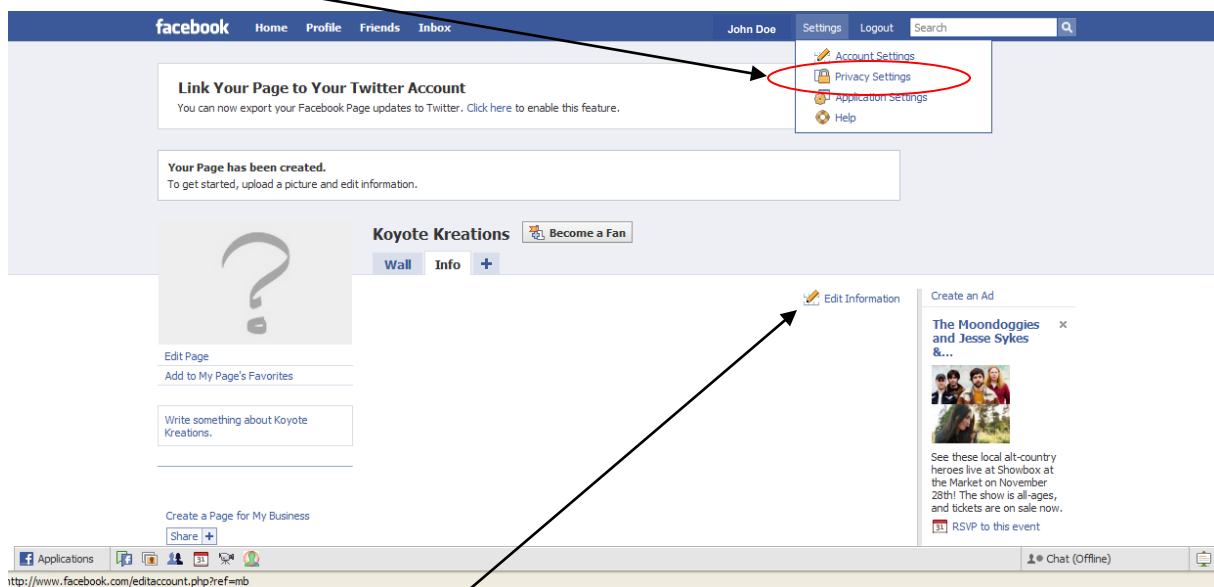 facebook Home Profile Friends Inbox John Doe Settings Logout Search
Account Settings
Privacy Settings
Application Settings
Help
Link Your Page to Your Twitter Account
You can now export your Facebook Page updates to Twitter. Click here to enable this feature.
Your Page has been created.
To get started, upload a picture and edit information.
Koyote Kreations Become a Fan
Wall Info +
Edit Information
Edit Page
Add to My Page's Favorites
Write something about Koyote
Kreations.
Create a Page for My Business
Share +
Create an Ad
The Moondoggies ×
and Jesse Sykes
&...
See these local alt-country
heroes live at Showbox at
the Market on November
28th! The show is all-ages,
and tickets are on sale now.
31 RSVP to this event
Applications 31 Chat (Offline)
http://www.facebook.com/editaccount.php?ref=mb